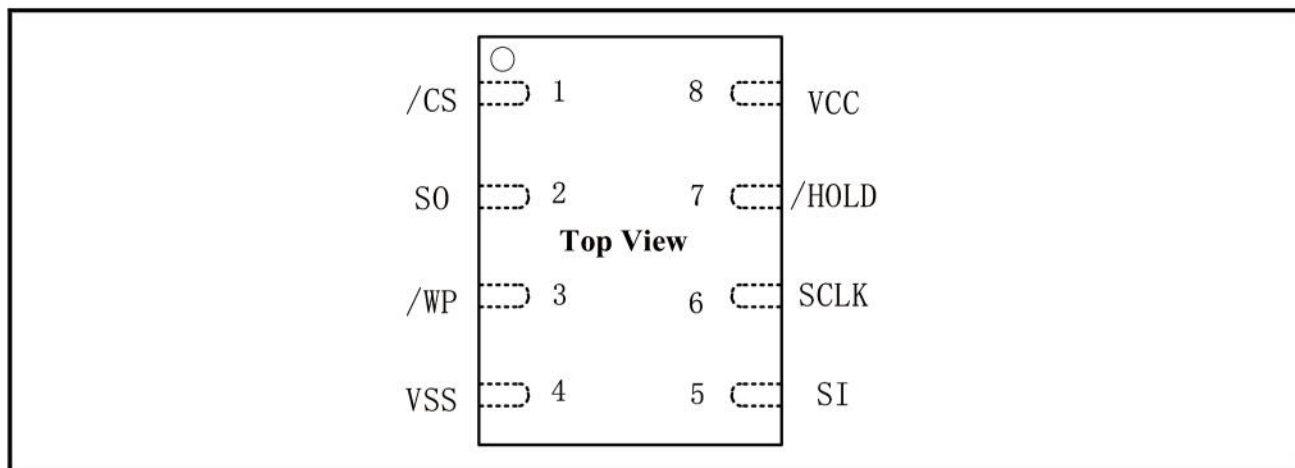 /CS 1 8 VCC
SO 2 7 /HOLD
Top View
/WP 3 6 SCLK
VSS 4 5 SI